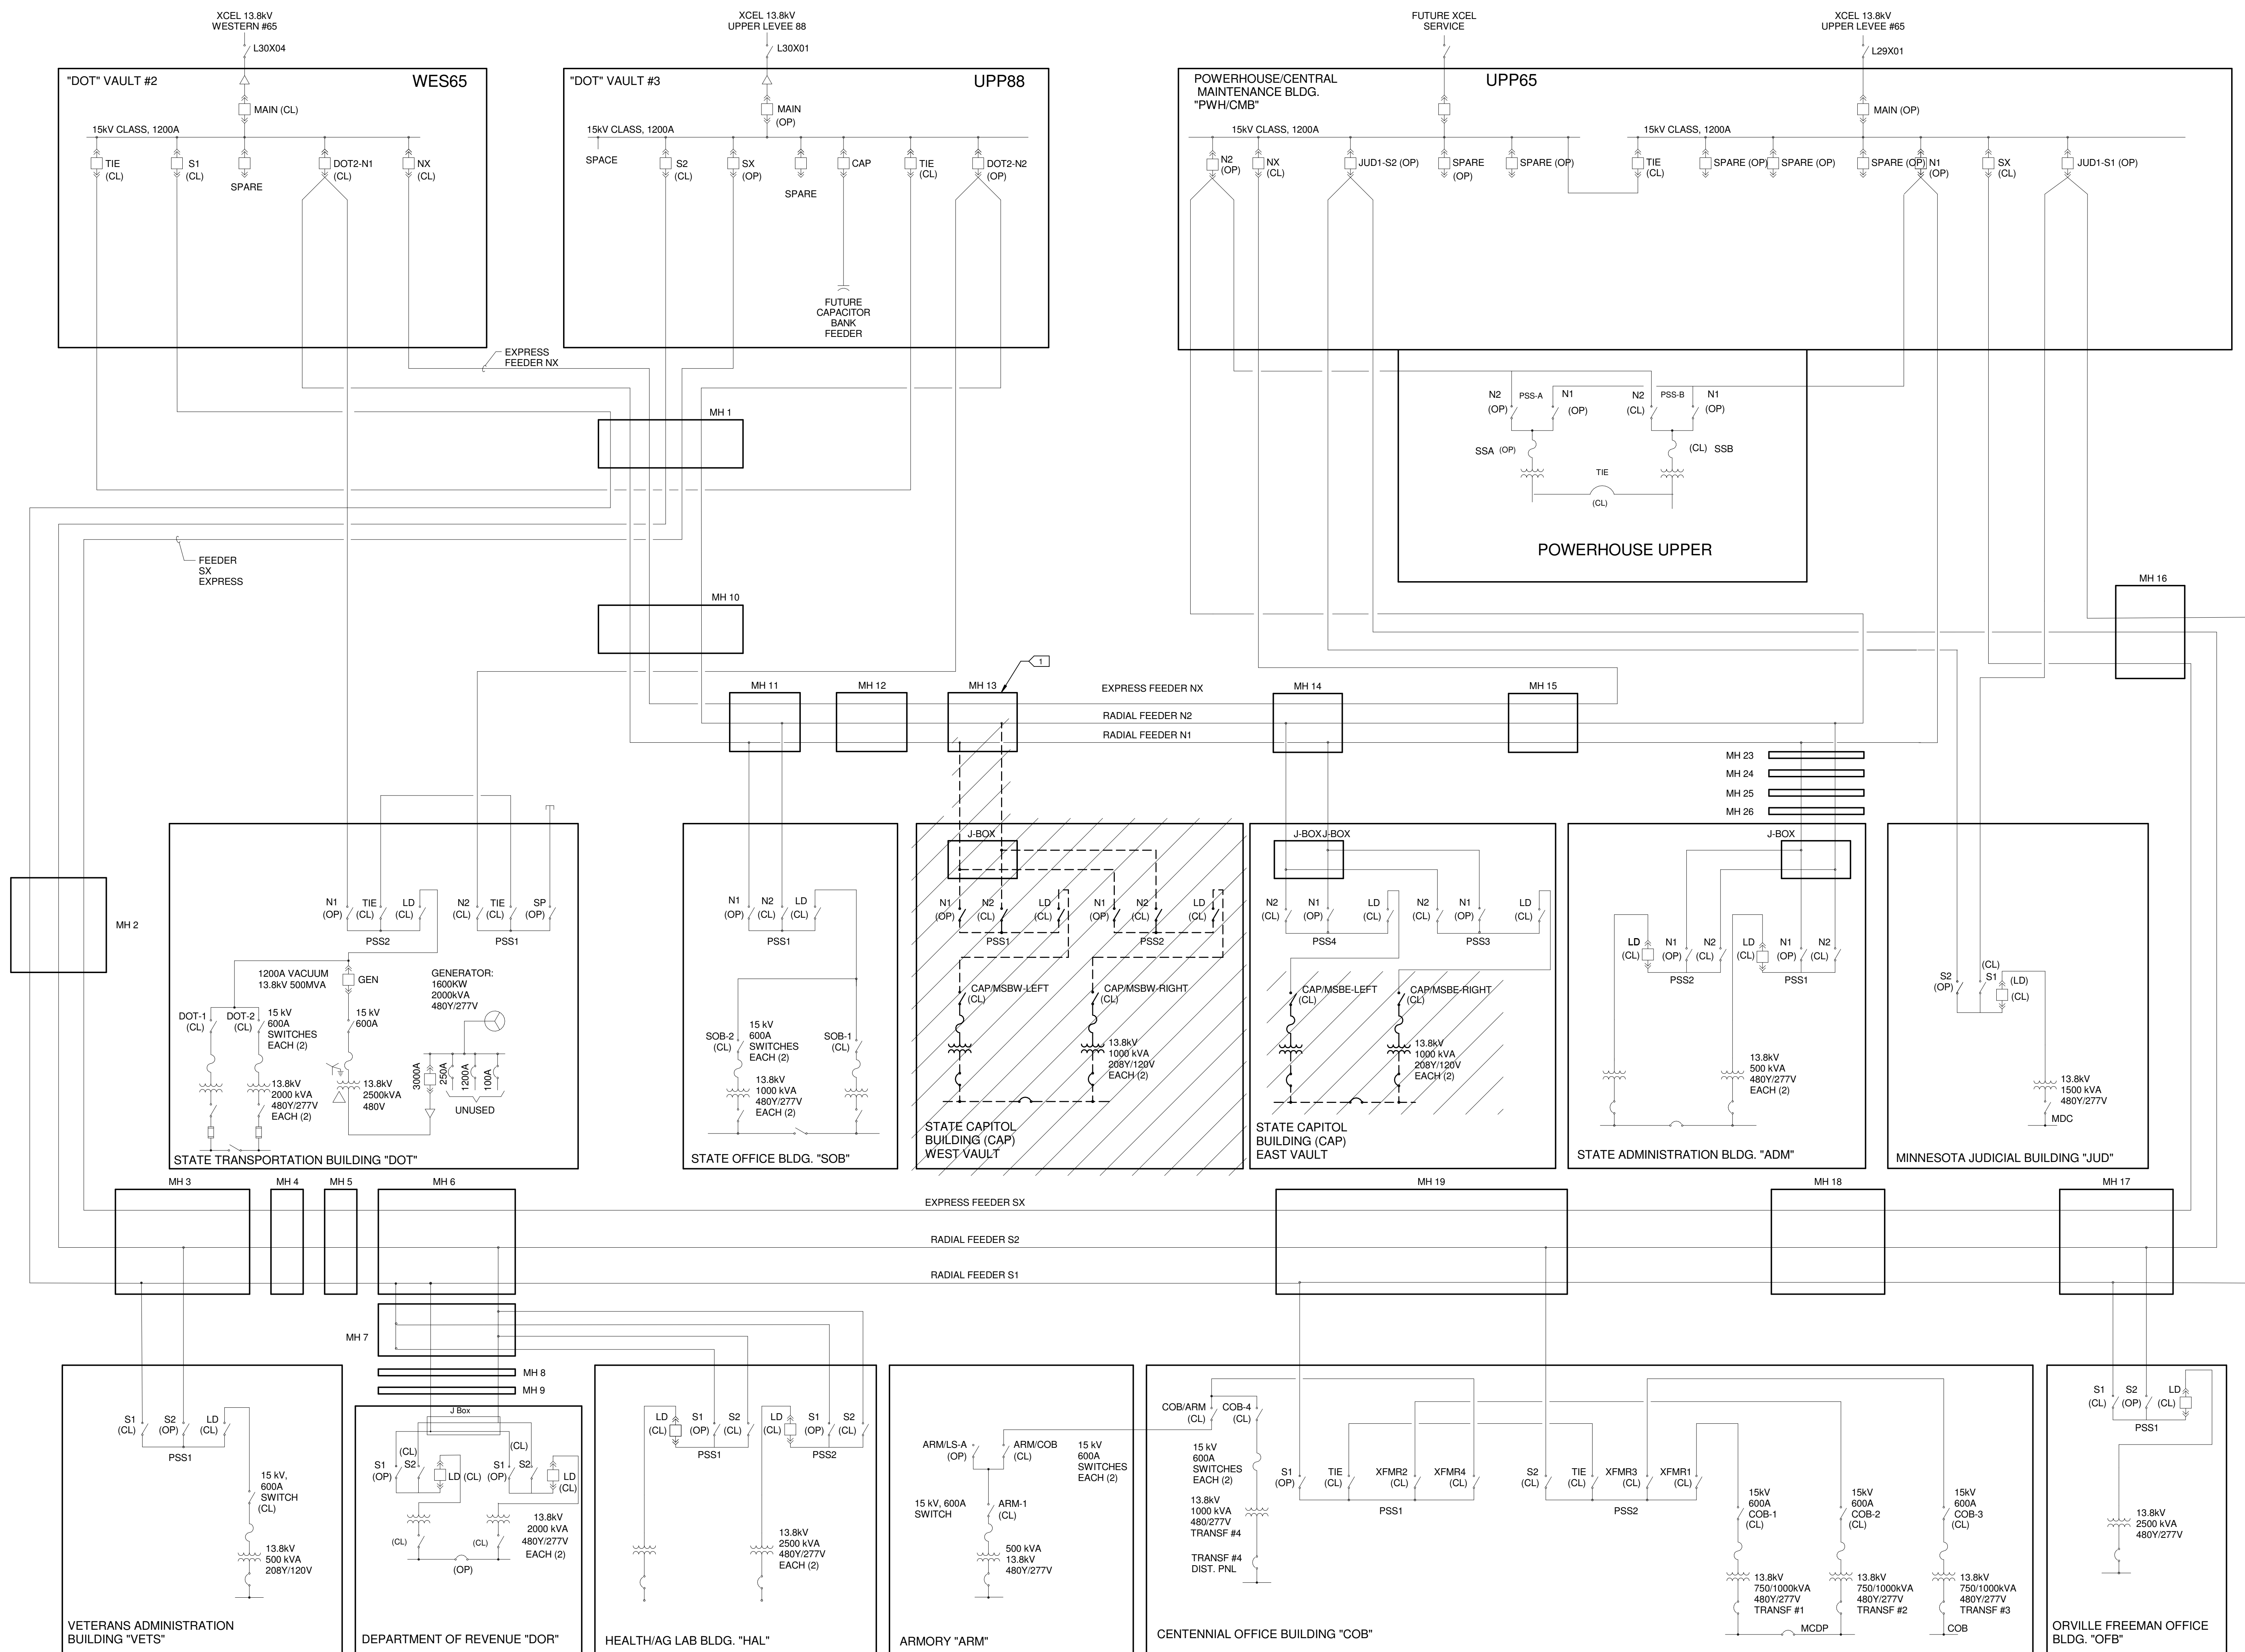 XCEL 13.8kV
WESTERN #65
L30X04
XCEL 13.8kV
UPPER LEVEE 88
L30X01
FUTURE XCEL
SERVICE
XCEL 13.8kV
UPPER LEVEE #65
L29X01
"DOT" VAULT #2
WES65
MAIN (CL)
15kV CLASS, 1200A
TIE
(CL)
S1
(CL)
SPARE
DOT2-N1
(CL)
NX
(CL)
"DOT" VAULT #3
UPP88
MAIN
(OP)
15kV CLASS, 1200A
SPACE
S2
(CL)
SX
(OP)
SPARE
CAP
TIE
(CL)
DOT2-N2
(OP)
FUTURE
CAPACITOR
BANK
FEEDER
POWERHOUSE/CENTRAL
MAINTENANCE BLDG.
"PWH/CMB"
UPP65
MAIN (OP)
15kV CLASS, 1200A
15kV CLASS, 1200A
N2
(OP)
NX
(CL)
JUD1-S2 (OP)
SPARE
(OP)
SPARE (OP)
TIE
(CL)
SPARE (OP)
SPARE (OP)
SPARE (OP)
N1
(OP)
SX
(CL)
JUD1-S1 (OP)
EXPRESS
FEEDER NX
MH 1
N2
(OP)
PSS-A
N1
(OP)
N2
(CL)
PSS-B
N1
(OP)
SSA (OP)
(CL) SSB
TIE
(CL)
POWERHOUSE UPPER
FEEDER
SX
EXPRESS
MH 10
MH 16
1
MH 11
MH 12
MH 13
EXPRESS FEEDER NX
MH 14
MH 15
RADIAL FEEDER N2
RADIAL FEEDER N1
MH 23
MH 24
MH 25
MH 26
MH 2
N1
(OP)
TIE
(CL)
LD
(CL)
PSS2
N2
(CL)
TIE
(CL)
SP
(OP)
PSS1
1200A VACUUM
13.8kV 500MVA
GEN
GENERATOR:
1600KW
2000kVA
480Y/277V
DOT-1
(CL)
DOT-2
(CL)
15 kV
600A
SWITCHES
EACH (2)
15 kV
600A
3000A
250A
1200A
100A
UNUSED
13.8kV
2000 kVA
480Y/277V
EACH (2)
13.8kV
2500kVA
480V
STATE TRANSPORTATION BUILDING "DOT"
N1
(OP)
N2
(CL)
LD
(CL)
PSS1
SOB-2
(CL)
15 kV
600A
SWITCHES
EACH (2)
SOB-1
(CL)
13.8kV
1000 kVA
480Y/277V
EACH (2)
STATE OFFICE BLDG. "SOB"
J-BOX
N1
(OP)
N2
(CL)
LD
(CL)
PSS1
N1
(OP)
N2
(CL)
LD
(CL)
PSS2
CAP/MSBW-LEFT
(CL)
CAP/MSBW-RIGHT
(CL)
13.8kV
1000 kVA
208Y/120V
EACH (2)
STATE CAPITOL
BUILDING (CAP)
WEST VAULT
J-BOX
J-BOX
N2
(CL)
N1
(OP)
LD
(CL)
PSS4
N2
(CL)
N1
(OP)
LD
(CL)
PSS3
CAP/MSBE-LEFT
(CL)
CAP/MSBE-RIGHT
(CL)
13.8kV
1000 kVA
208Y/120V
EACH (2)
STATE CAPITOL
BUILDING (CAP)
EAST VAULT
J-BOX
LD
(CL)
N1
(OP)
N2
(CL)
PSS2
LD
(CL)
N1
(OP)
N2
(CL)
PSS1
13.8kV
500 kVA
480Y/277V
EACH (2)
STATE ADMINISTRATION BLDG. "ADM"
S2
(OP)
(CL)
S1
(LD)
(CL)
13.8kV
1500 kVA
480Y/277V
MDC
MINNESOTA JUDICIAL BUILDING "JUD"
MH 3
MH 4
MH 5
MH 6
EXPRESS FEEDER SX
MH 19
MH 18
MH 17
RADIAL FEEDER S2
RADIAL FEEDER S1
MH 7
MH 8
MH 9
S1
(CL)
S2
(OP)
LD
(CL)
PSS1
15 kV,
600A
SWITCH
(CL)
13.8kV
500 kVA
208Y/120V
VETERANS ADMINISTRATION
BUILDING "VETS"
J Box
S1
(OP)
(CL)
S2
LD (CL)
S1
(OP)
(CL)
S2
LD
(CL)
13.8kV
2000 kVA
480Y/277V
EACH (2)
(CL)
(CL)
(OP)
DEPARTMENT OF REVENUE "DOR"
LD
(CL)
S1
(OP)
S2
(CL)
PSS1
LD
(CL)
S1
(OP)
S2
(CL)
PSS2
13.8kV
2500 kVA
480Y/277V
EACH (2)
HEALTH/AG LAB BLDG. "HAL"
ARM/LS-A
(OP)
ARM/COB
(CL)
15 kV
600A
SWITCHES
EACH (2)
15 kV, 600A
SWITCH
ARM-1
(CL)
500 kVA
13.8kV
480Y/277V
ARMORY "ARM"
COB/ARM
(CL)
COB-4
(CL)
15 kV
600A
SWITCHES
EACH (2)
13.8kV
1000 kVA
480/277V
TRANSF #4
TRANSF #4
DIST. PNL
S1
(OP)
TIE
(CL)
XFMR2
(CL)
XFMR4
(CL)
PSS1
S2
(CL)
TIE
(CL)
XFMR3
(CL)
XFMR1
(CL)
PSS2
15kV
600A
COB-1
(CL)
15kV
600A
COB-2
(CL)
15kV
600A
COB-3
(CL)
13.8kV
750/1000kVA
480Y/277V
TRANSF #1
13.8kV
750/1000kVA
480Y/277V
TRANSF #2
13.8kV
750/1000kVA
480Y/277V
TRANSF #3
MCDP
COB
CENTENNIAL OFFICE BUILDING "COB"
S1
(CL)
S2
(OP)
LD
(CL)
PSS1
13.8kV
2500 kVA
480Y/277V
ORVILLE FREEMAN OFFICE
BLDG. "OFB"